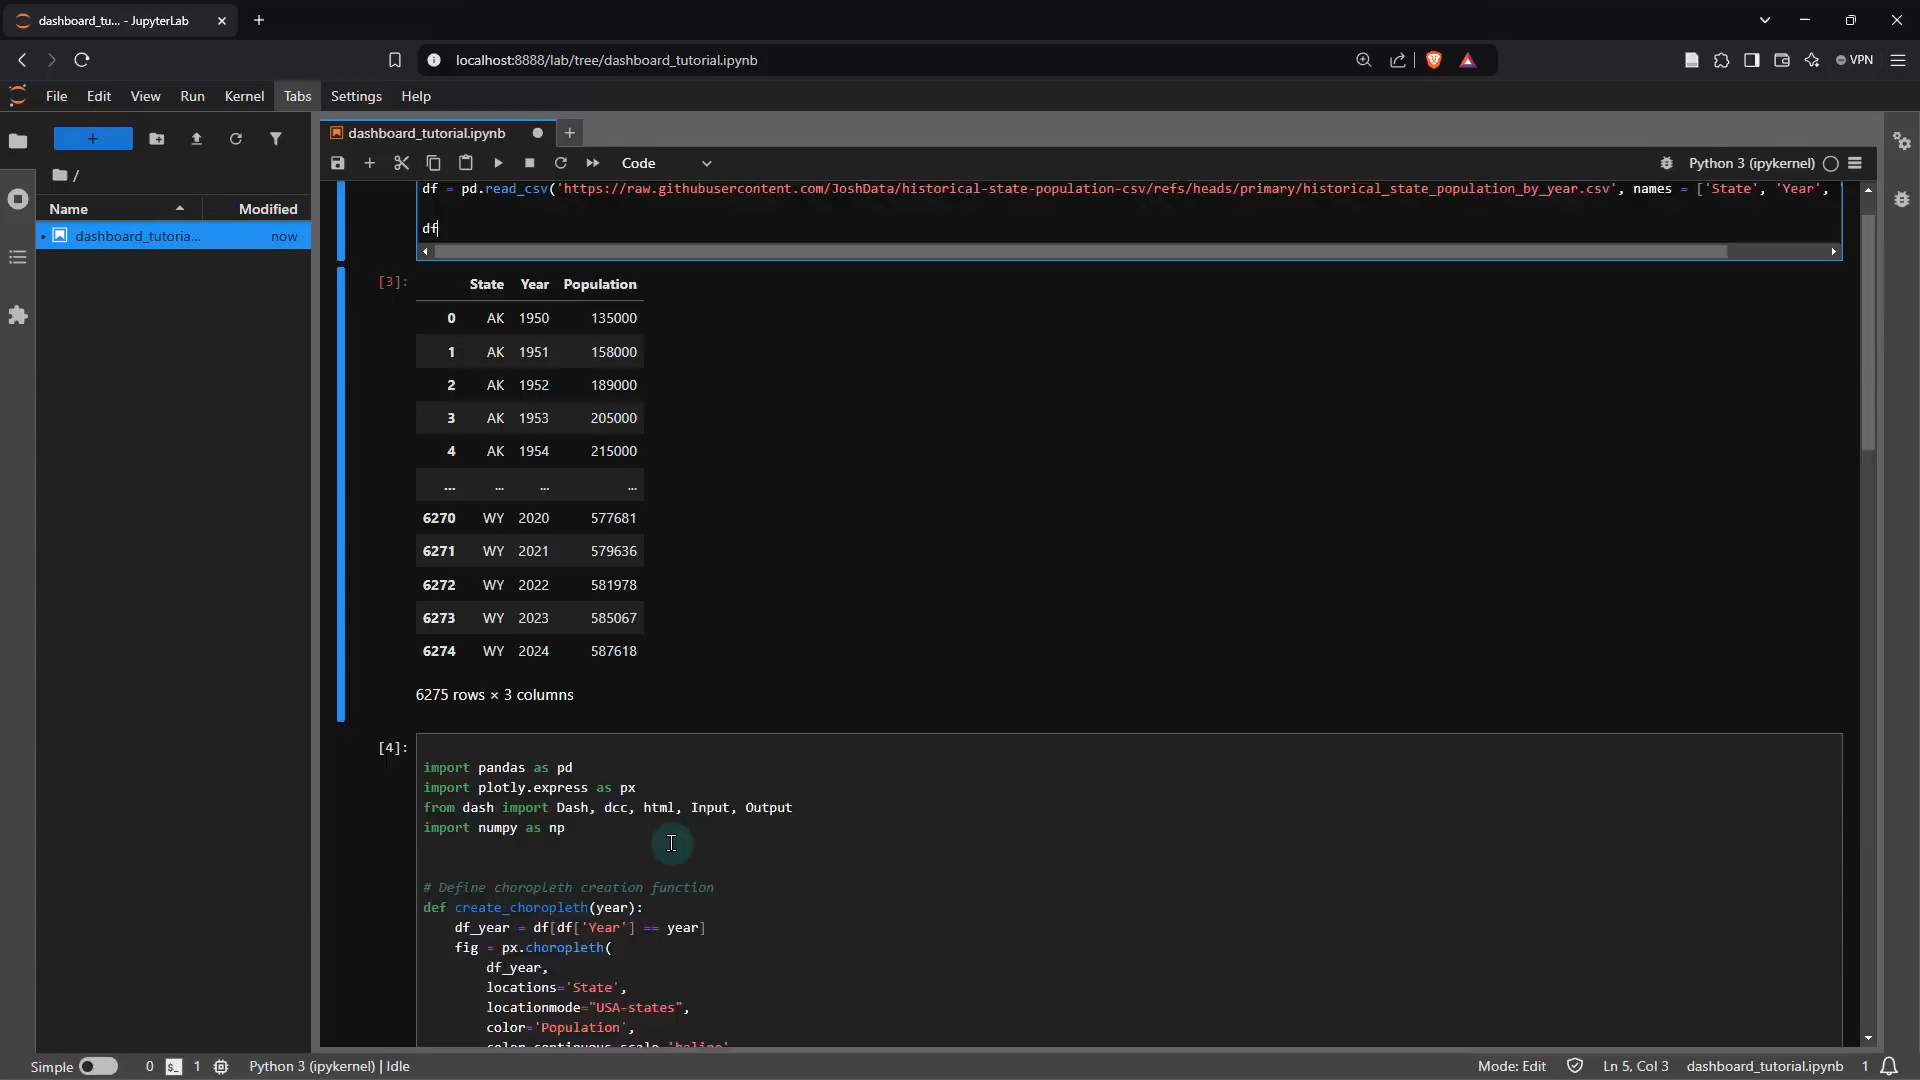 dashboard_tu... - JupyterLab
localhost:8888/lab/tree/dashboard_tutorial.ipynb
VPN
File Edit View Run Kernel Tabs Settings Help
dashboard_tutorial.ipynb
Code
Python 3 (ipykernel)
/
Name Modified
dashboard_tutoria... now
df = pd.read_csv('https://raw.githubusercontent.com/JoshData/historical-state-population-csv/refs/heads/primary/historical_state_population_by_year.csv', names = ['State', 'Year',
df
[3]:
State Year Population
0 AK 1950 135000
1 AK 1951 158000
2 AK 1952 189000
3 AK 1953 205000
4 AK 1954 215000
... ... ... ...
6270 WY 2020 577681
6271 WY 2021 579636
6272 WY 2022 581978
6273 WY 2023 585067
6274 WY 2024 587618
6275 rows × 3 columns
[4]:
import pandas as pd
import plotly.express as px
from dash import Dash, dcc, html, Input, Output
import numpy as np
# Define choropleth creation function
def create_choropleth(year):
df_year = df[df['Year'] == year]
fig = px.choropleth(
df_year,
locations='State',
locationmode="USA-states",
color='Population',
Simple 0 1 Python 3 (ipykernel) | Idle
Mode: Edit Ln 5, Col 3 dashboard_tutorial.ipynb 1